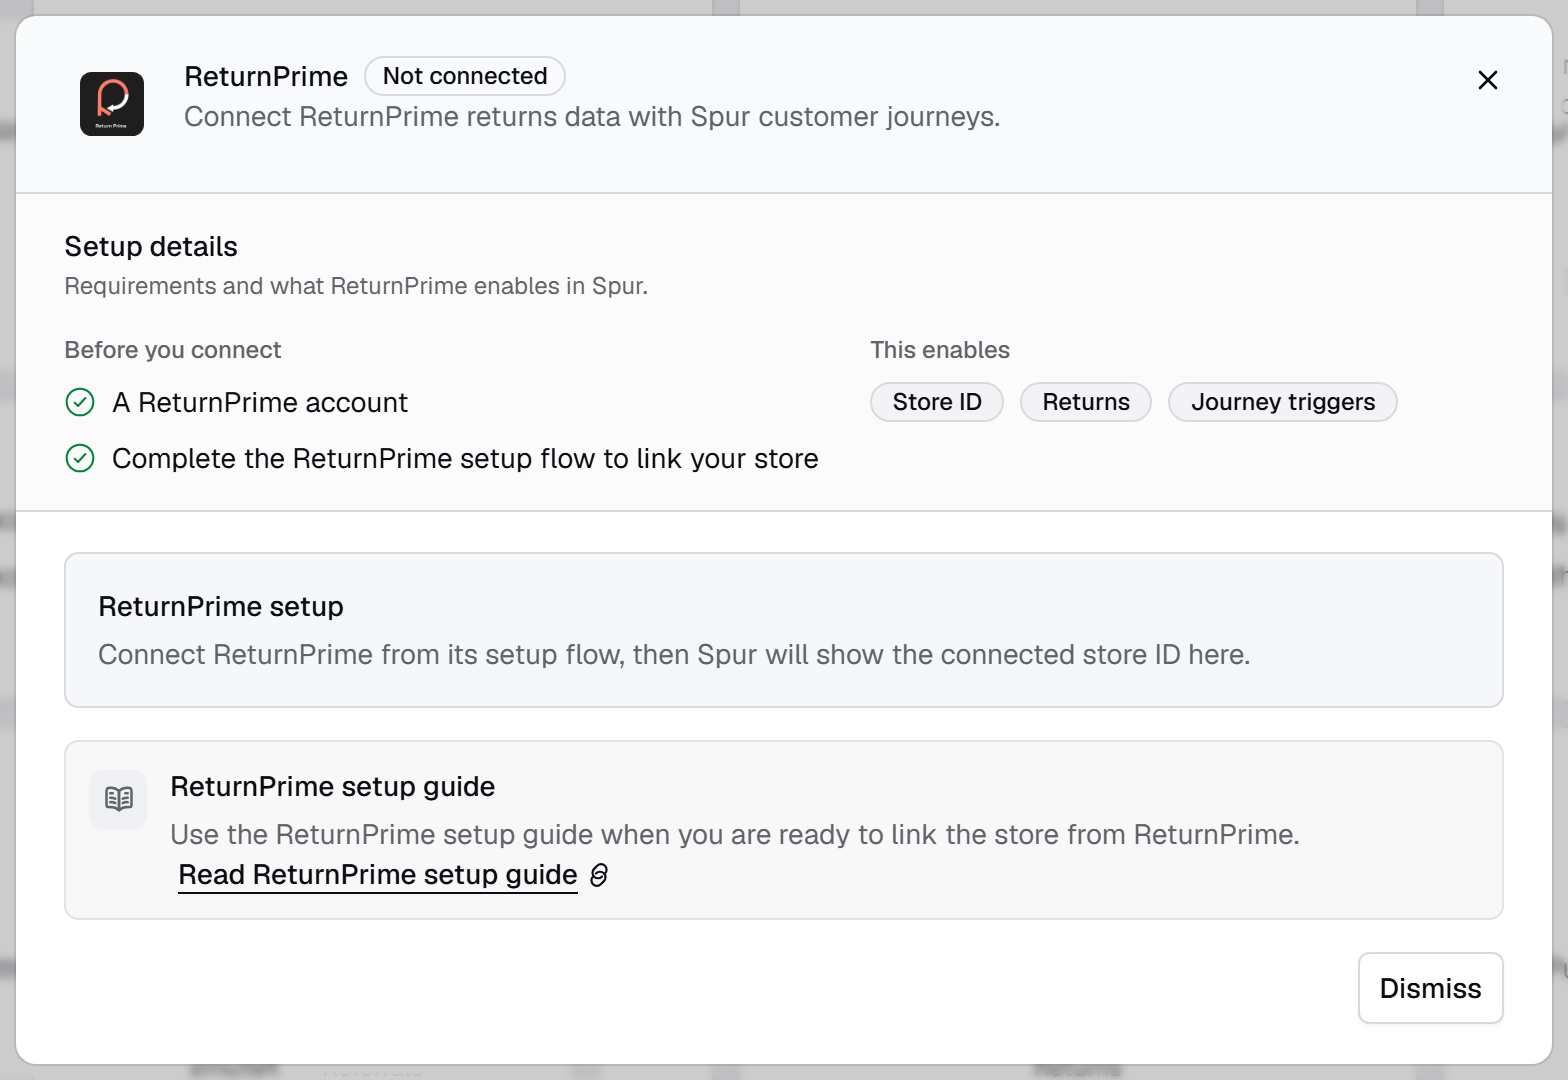 ReturnPrime
Not connected
Connect ReturnPrime returns data with Spur customer journeys.
Return Prime
Setup details
Requirements and what ReturnPrime enables in Spur.
Before you connect
A ReturnPrime account
Complete the ReturnPrime setup flow to link your store
This enables
Store ID
Returns
Journey triggers
ReturnPrime setup
Connect ReturnPrime from its setup flow, then Spur will show the connected store ID here.
ReturnPrime setup guide
Use the ReturnPrime setup guide when you are ready to link the store from ReturnPrime.
Read ReturnPrime setup guide
Dismiss